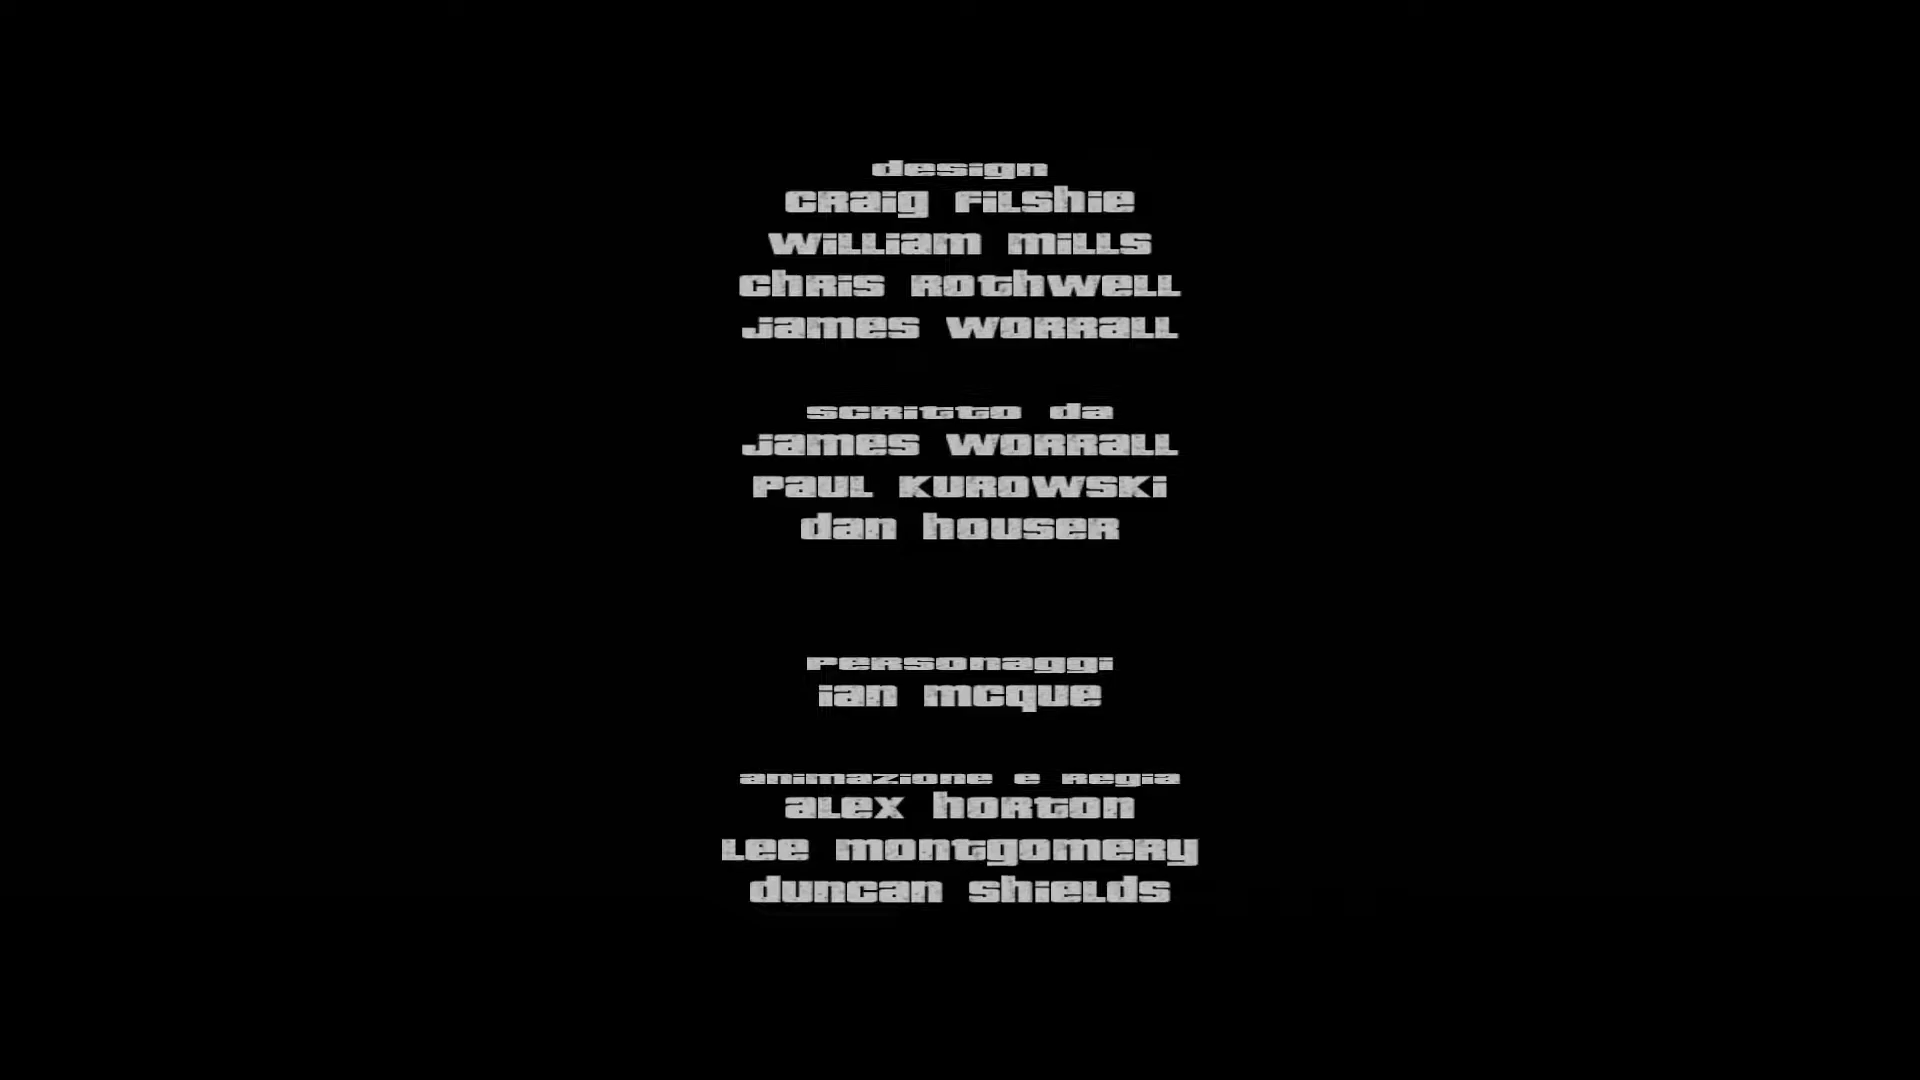 design
craig filshie
william mills
chris rothwell
james worrall
scritto da
james worrall
paul kurowski
dan houser
personaggi
ian mcque
animazione e regia
alex horton
lee montgomery
duncan shields